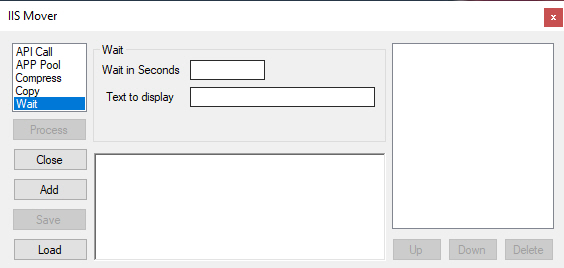 IIS Mover
x
API Call
APP Pool
Compress
Copy
Wait
Wait
Wait in Seconds
Text to display
Process
Close
Add
Save
Load
Up
Down
Delete